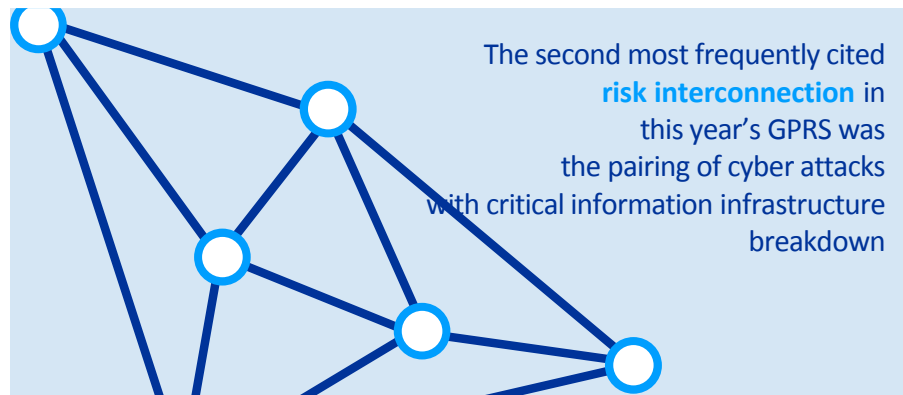 The second most frequently cited
risk interconnection in
this year’s GPRS was
the pairing of cyber attacks
with critical information infrastructure
breakdown